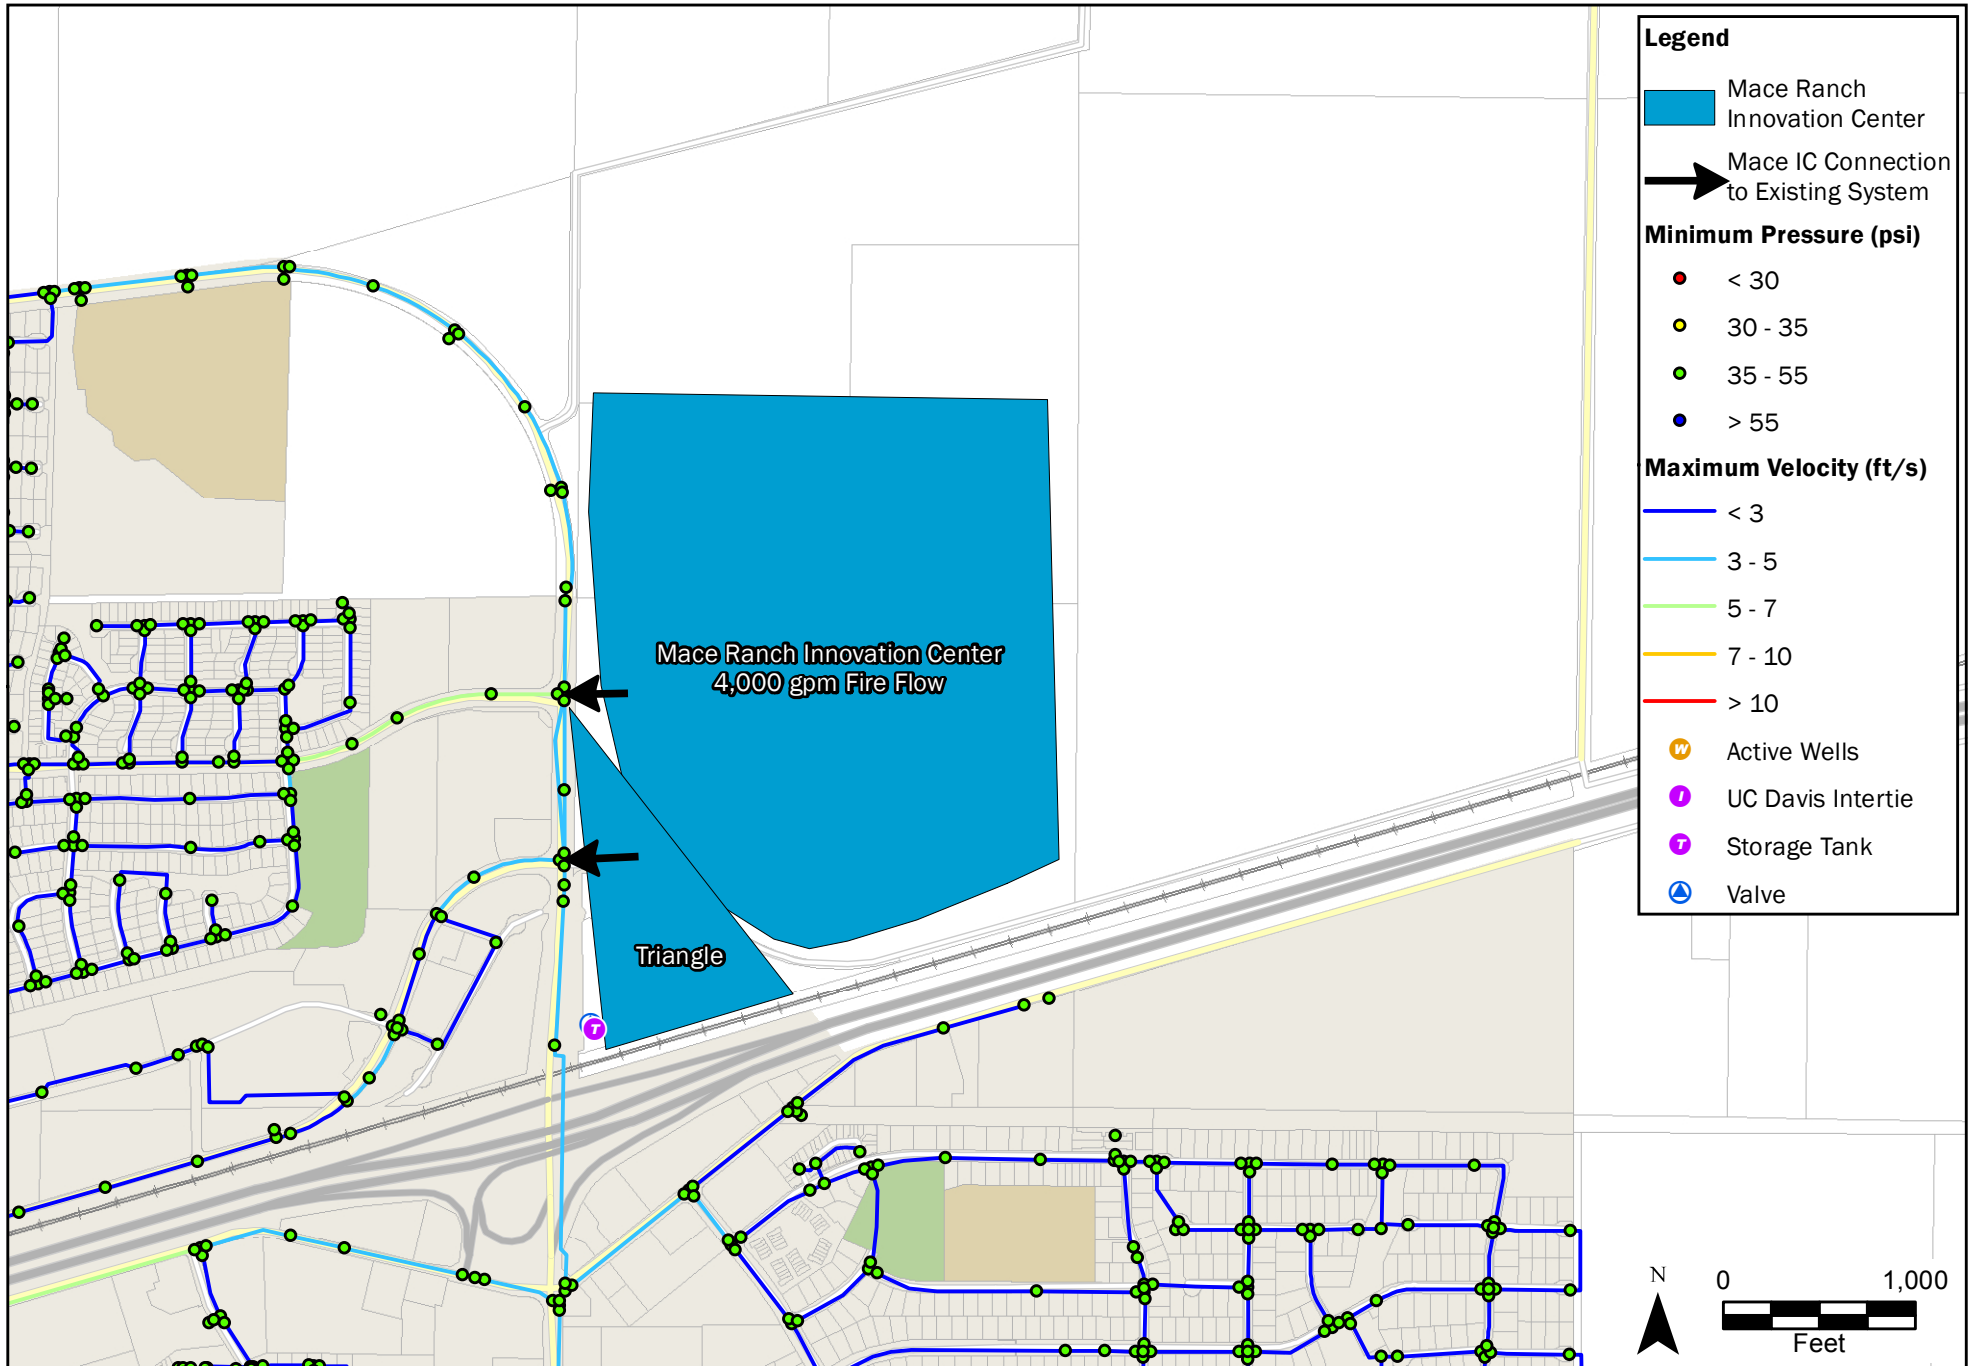 Legend
Mace Ranch
Innovation Center
Mace IC Connection
to Existing System
Minimum Pressure (psi)
< 30
30 - 35
35 - 55
> 55
Maximum Velocity (ft/s)
< 3
3 - 5
5 - 7
7 - 10
> 10
W Active Wells
I UC Davis Intertie
T Storage Tank
Valve
Mace Ranch Innovation Center
4,000 gpm Fire Flow
Triangle
T
N
0 1,000
Feet